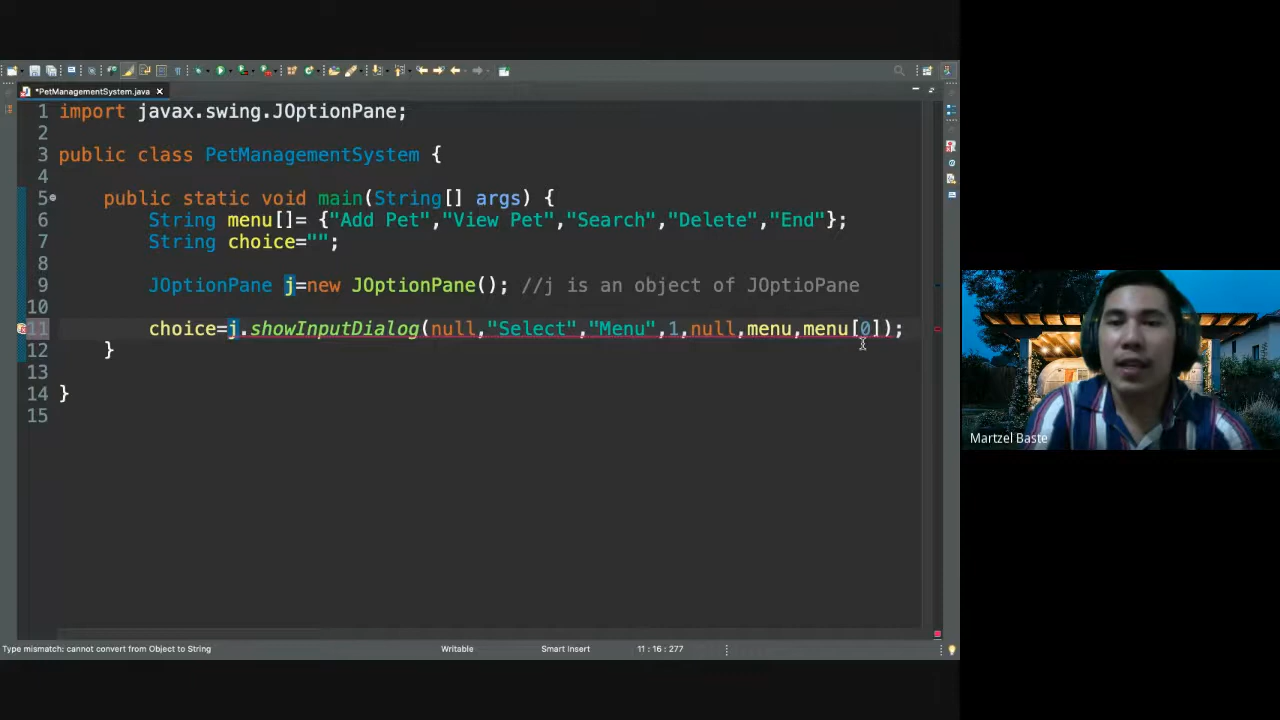 *PetManagementSystem.java
1 import javax.swing.JOptionPane;
2
3 public class PetManagementSystem {
4
5 public static void main(String[] args) {
6 String menu[]= {"Add Pet","View Pet","Search","Delete","End"};
7 String choice="";
8
9 JOptionPane j=new JOptionPane(); //j is an object of JOptioPane
10
11 choice=j.showInputDialog(null,"Select","Menu",1,null,menu,menu[0]);
12 }
13
14 }
15
Martzel Baste
Type mismatch: cannot convert from Object to String Writable Smart Insert 11 : 16 : 277